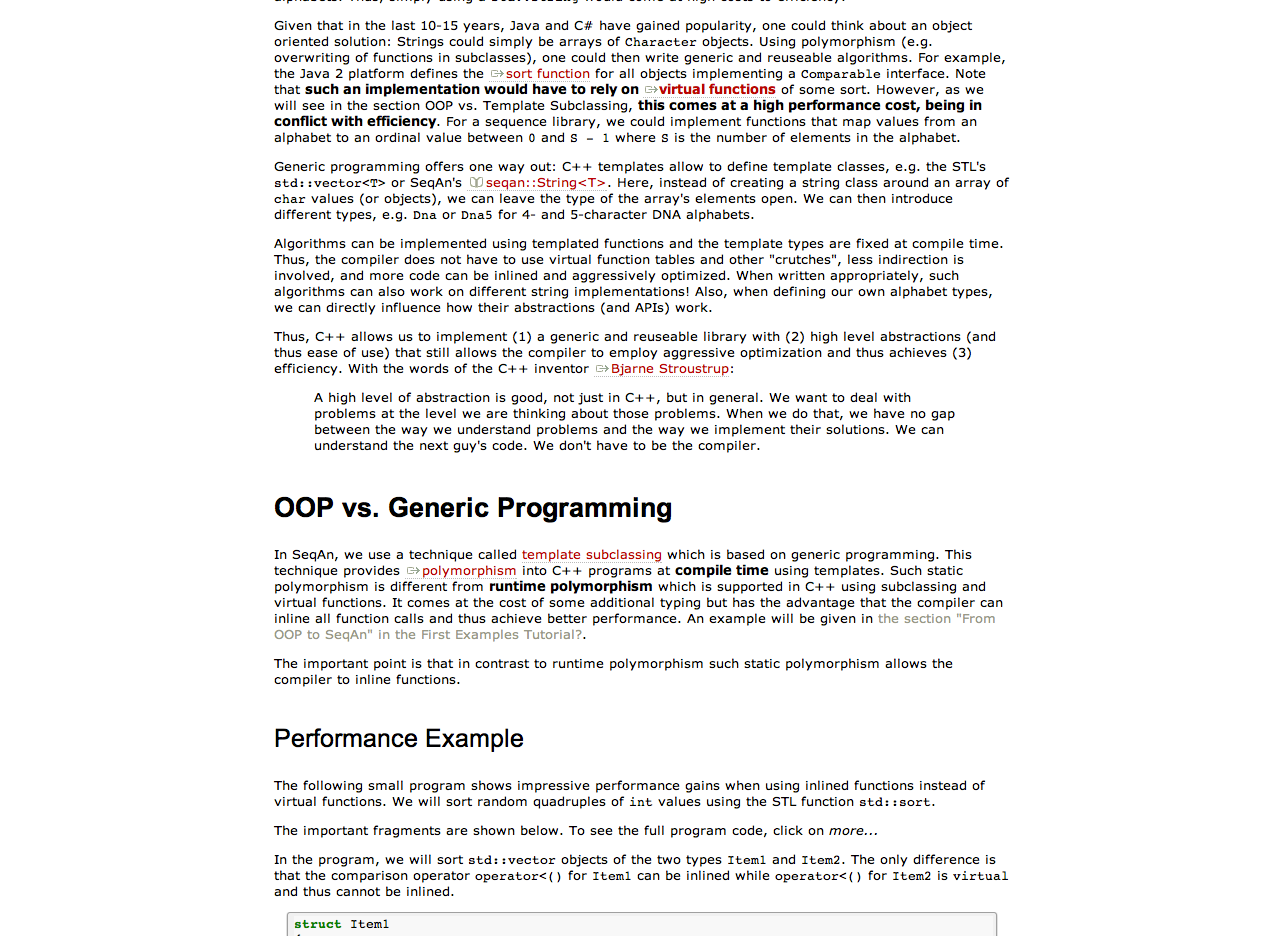 Given that in the last 10-15 years, Java and C# have gained popularity, one could think about an object
oriented solution: Strings could simply be arrays of Character objects. Using polymorphism (e.g.
overwriting of functions in subclasses), one could then write generic and reuseable algorithms. For example,
the Java 2 platform defines the sort function for all objects implementing a Comparable interface. Note
that such an implementation would have to rely on virtual functions of some sort. However, as we
will see in the section OOP vs. Template Subclassing, this comes at a high performance cost, being in
conflict with efficiency. For a sequence library, we could implement functions that map values from an
alphabet to an ordinal value between 0 and S - 1 where S is the number of elements in the alphabet.
Generic programming offers one way out: C++ templates allow to define template classes, e.g. the STL's
std::vector<T> or SeqAn's seqan::String<T>. Here, instead of creating a string class around an array of
char values (or objects), we can leave the type of the array's elements open. We can then introduce
different types, e.g. Dna or Dna5 for 4- and 5-character DNA alphabets.
Algorithms can be implemented using templated functions and the template types are fixed at compile time.
Thus, the compiler does not have to use virtual function tables and other "crutches", less indirection is
involved, and more code can be inlined and aggressively optimized. When written appropriately, such
algorithms can also work on different string implementations! Also, when defining our own alphabet types,
we can directly influence how their abstractions (and APIs) work.
Thus, C++ allows us to implement (1) a generic and reuseable library with (2) high level abstractions (and
thus ease of use) that still allows the compiler to employ aggressive optimization and thus achieves (3)
efficiency. With the words of the C++ inventor Bjarne Stroustrup:
A high level of abstraction is good, not just in C++, but in general. We want to deal with
problems at the level we are thinking about those problems. When we do that, we have no gap
between the way we understand problems and the way we implement their solutions. We can
understand the next guy's code. We don't have to be the compiler.
OOP vs. Generic Programming
In SeqAn, we use a technique called template subclassing which is based on generic programming. This
technique provides polymorphism into C++ programs at compile time using templates. Such static
polymorphism is different from runtime polymorphism which is supported in C++ using subclassing and
virtual functions. It comes at the cost of some additional typing but has the advantage that the compiler can
inline all function calls and thus achieve better performance. An example will be given in the section "From
OOP to SeqAn" in the First Examples Tutorial?.
The important point is that in contrast to runtime polymorphism such static polymorphism allows the
compiler to inline functions.
Performance Example
The following small program shows impressive performance gains when using inlined functions instead of
virtual functions. We will sort random quadruples of int values using the STL function std::sort.
The important fragments are shown below. To see the full program code, click on more...
In the program, we will sort std::vector objects of the two types Item1 and Item2. The only difference is
that the comparison operator operator<() for Item1 can be inlined while operator<() for Item2 is virtual
and thus cannot be inlined.
struct Item1